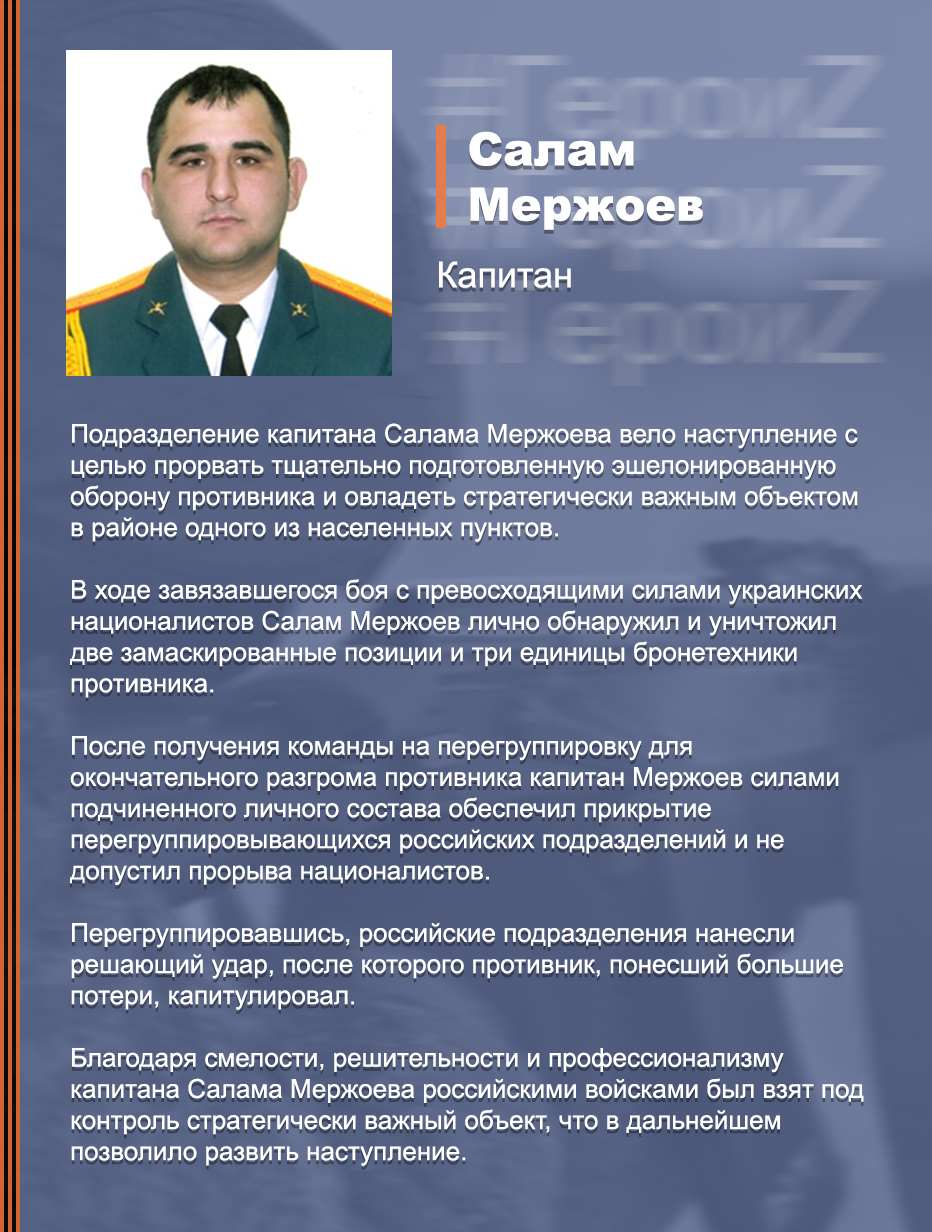 #ГероиZ
Салам
#ГероиZ
Мержоев
Капитан
#ГероиZ
Подразделение капитана Салама Мержоева вело наступление с
целью прорвать тщательно подготовленную эшелонированную
оборону противника и овладеть стратегически важным объектом
в районе одного из населенных пунктов.
В ходе завязавшегося боя с превосходящими силами украинских
националистов Салам Мержоев лично обнаружил и уничтожил
две замаскированные позиции и три единицы бронетехники
противника.
После получения команды на перегруппировку для
окончательного разгрома противника капитан Мержоев силами
подчиненного личного состава обеспечил прикрытие
перегруппировывающихся российских подразделений и не
допустил прорыва националистов.
Перегруппировавшись, российские подразделения нанесли
решающий удар, после которого противник, понесший большие
потери, капитулировал.
Благодаря смелости, решительности и профессионализму
капитана Салама Мержоева российскими войсками был взят под
контроль стратегически важный объект, что в дальнейшем
позволило развить наступление.